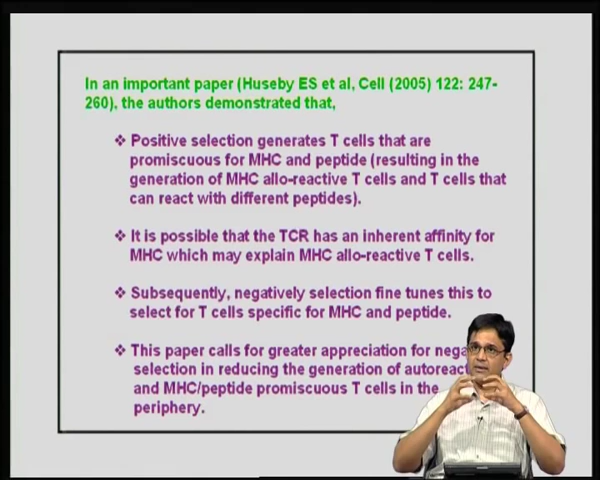 In an important paper (Huseby ES et al, Cell (2005) 122: 247-
260), the authors demonstrated that,
❖ Positive selection generates T cells that are
promiscuous for MHC and peptide (resulting in the
generation of MHC allo-reactive T cells and T cells that
can react with different peptides).
❖ It is possible that the TCR has an inherent affinity for
MHC which may explain MHC allo-reactive T cells.
❖ Subsequently, negatively selection fine tunes this to
select for T cells specific for MHC and peptide.
❖ This paper calls for greater appreciation for
selection in reducing the generation of
and MHC/peptide promiscuous T cells in the
periphery.